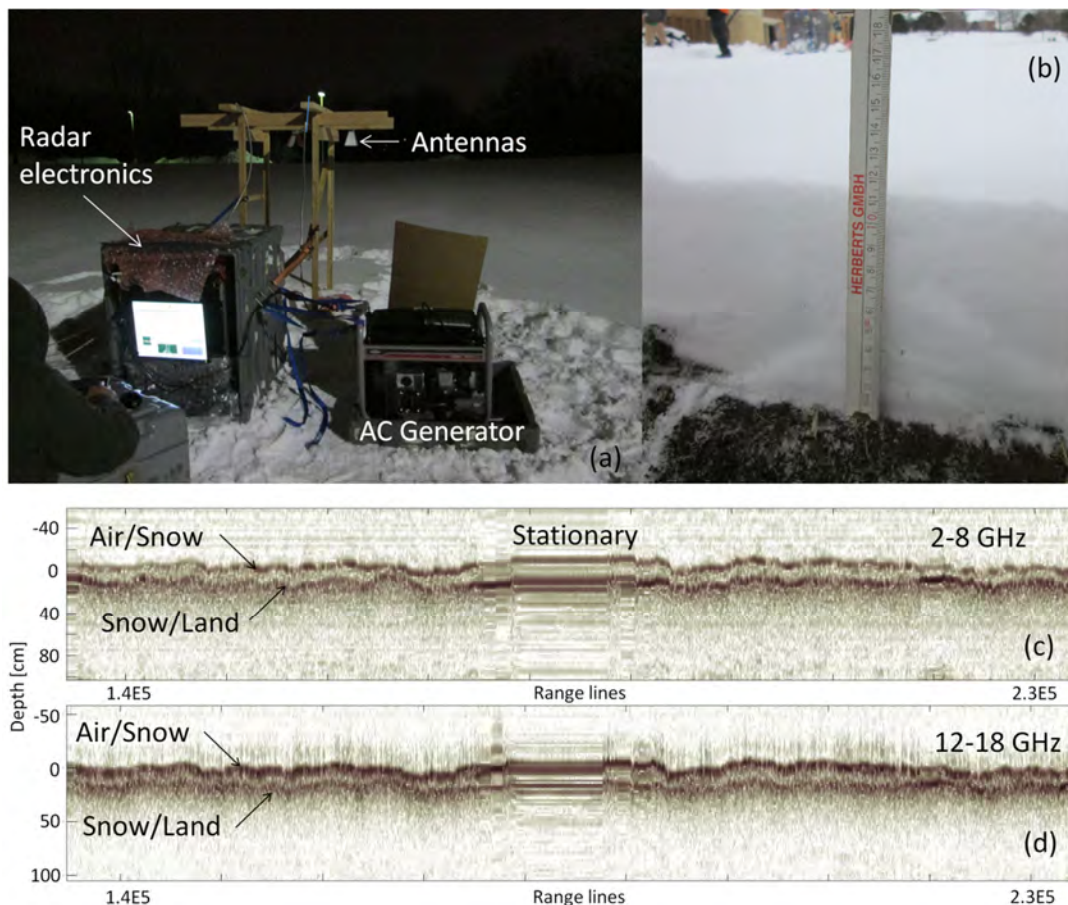 Radar
electronics
Antennas
AC Generator
(a)
(b)
HERBERTS GMBH
Air/Snow
Stationary
2-8 GHz
Snow/Land
(c)
-40
0
40
80
Depth [cm]
1.4E5
Range lines
2.3E5
Air/Snow
12-18 GHz
Snow/Land
(d)
-50
0
50
100
1.4E5
Range lines
2.3E5